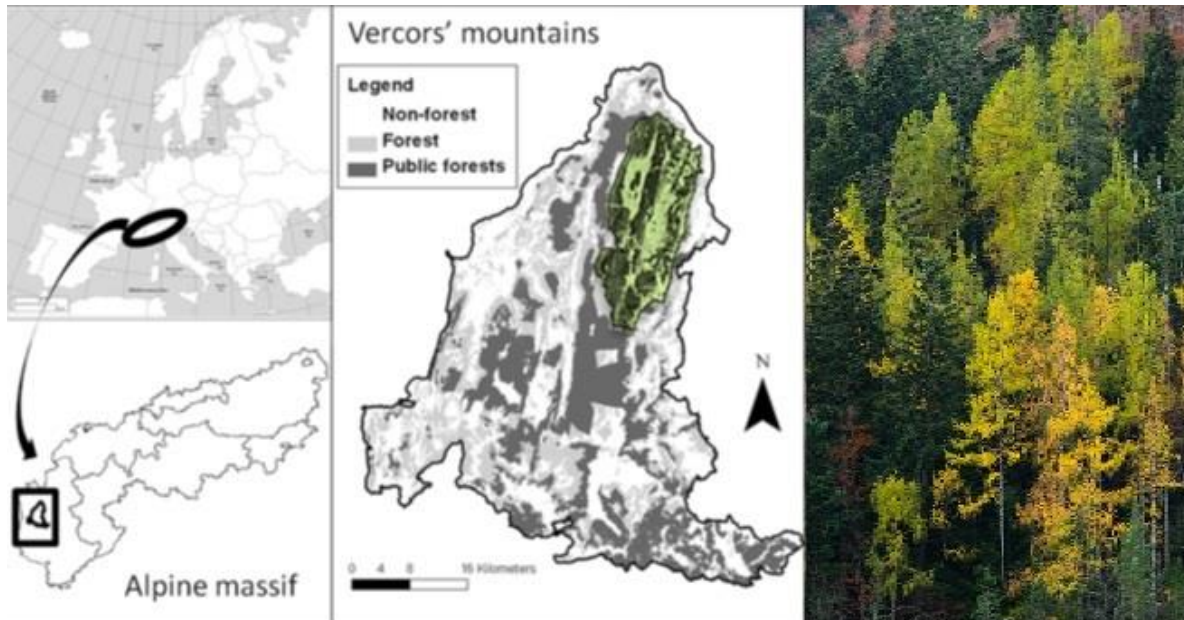 Vercors' mountains
Legend
Non-forest
Forest
Public forests
N
0 4 8 16 Kilometers
Alpine massif